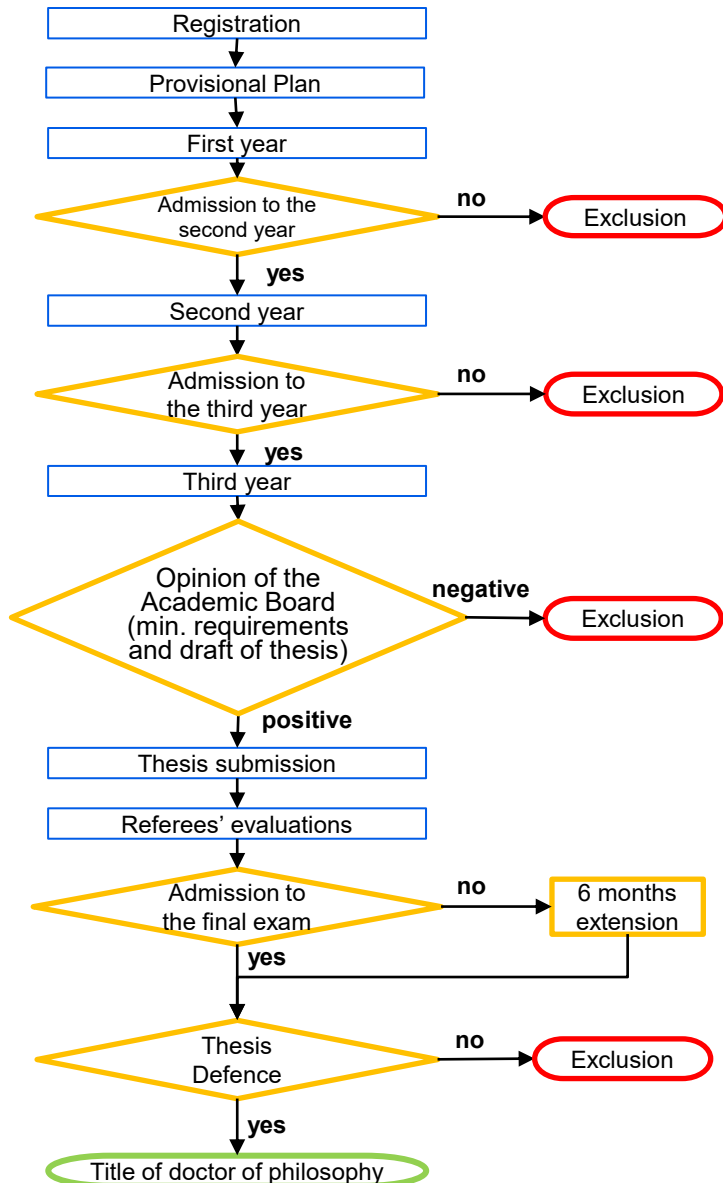 Registration
Provisional Plan
First year
Admission to the
second year
no
Exclusion
yes
Second year
Admission to
the third year
no
Exclusion
yes
Third year
Opinion of the
Academic Board
(min. requirements
and draft of thesis)
negative
Exclusion
positive
Thesis submission
Referees’ evaluations
Admission to
the final exam
no
6 months
extension
yes
Thesis
Defence
no
Exclusion
yes
Title of doctor of philosophy